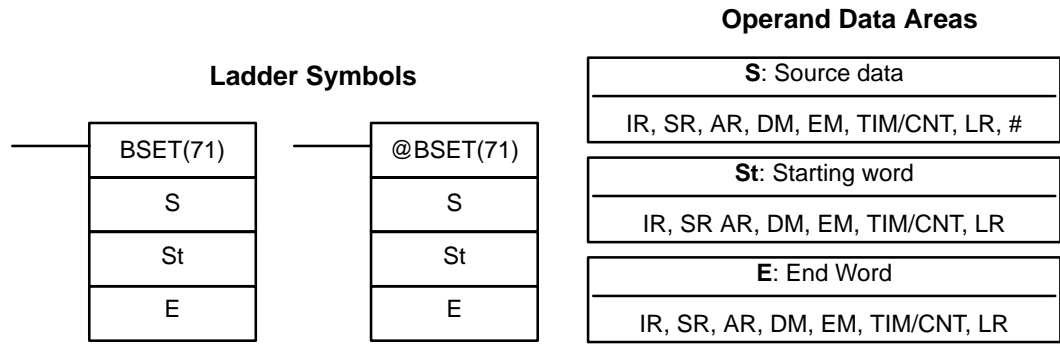 Operand Data Areas
Ladder Symbols
BSET(71)
S
St
E
@BSET(71)
S
St
E
S: Source data
IR, SR, AR, DM, EM, TIM/CNT, LR, #
St: Starting word
IR, SR AR, DM, EM, TIM/CNT, LR
E: End Word
IR, SR, AR, DM, EM, TIM/CNT, LR